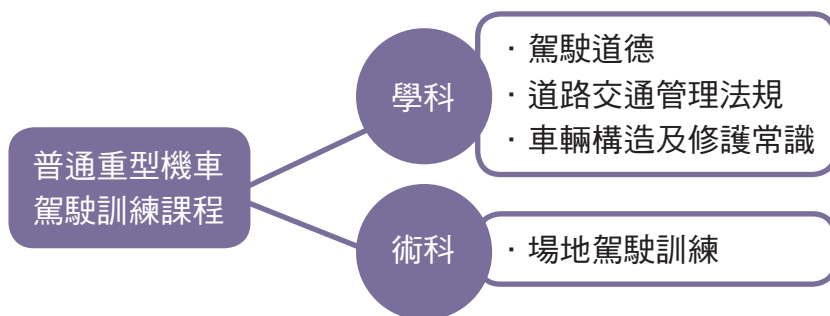 普通重型機車
駕駛訓練課程
學科
・駕駛道德
・道路交通管理法規
・車輛構造及修護常識
術科
・場地駕駛訓練